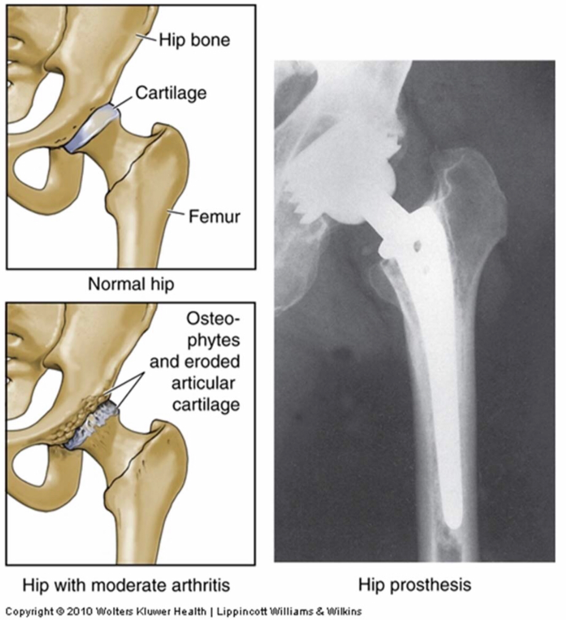 Hip bone
Cartilage
Femur
Normal hip
Osteo-
phytes
and eroded
articular
cartilage
Hip with moderate arthritis
Hip prosthesis
Copyright © 2010 Wolters Kluwer Health | Lippincott Williams & Wilkins